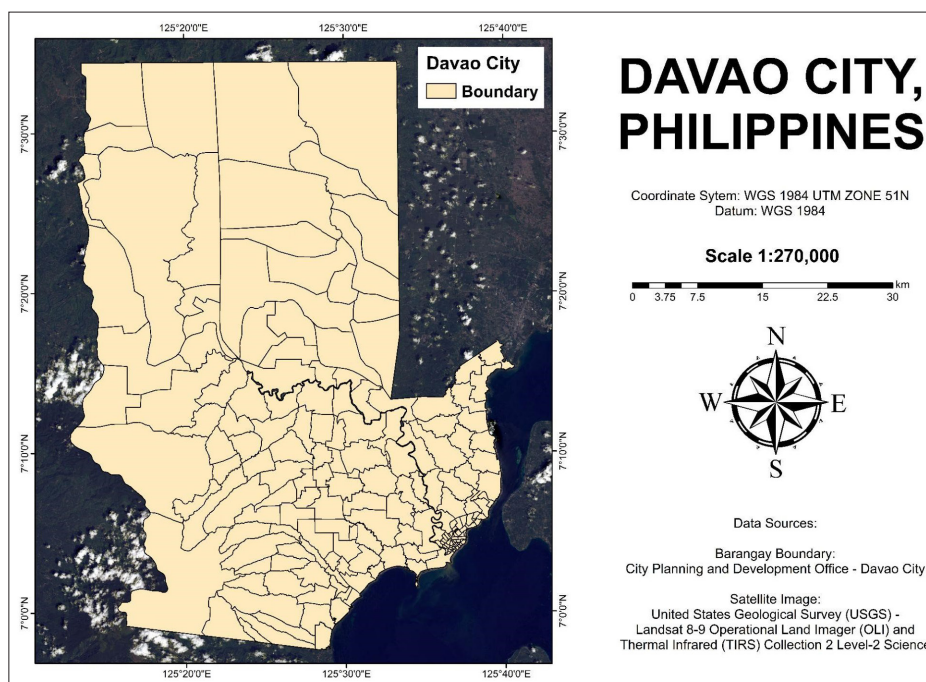 125°20'0"E
125°30'0"E
125°40'0"E
Davao City
Boundary
7°30'0"N
7°20'0"N
7°10'0"N
7°0'0"N
7°30'0"N
7°20'0"N
7°10'0"N
7°0'0"N
125°20'0"E
125°30'0"E
125°40'0"E
DAVAO CITY,
PHILIPPINES
Coordinate Sytem: WGS 1984 UTM ZONE 51N
Datum: WGS 1984
Scale 1:270,000
km
0 3.75 7.5 15 22.5 30
N
W E
S
Data Sources:
Barangay Boundary:
City Planning and Development Office - Davao City
Satellite Image:
United States Geological Survey (USGS) -
Landsat 8-9 Operational Land Imager (OLI) and
Thermal Infrared (TIRS) Collection 2 Level-2 Science